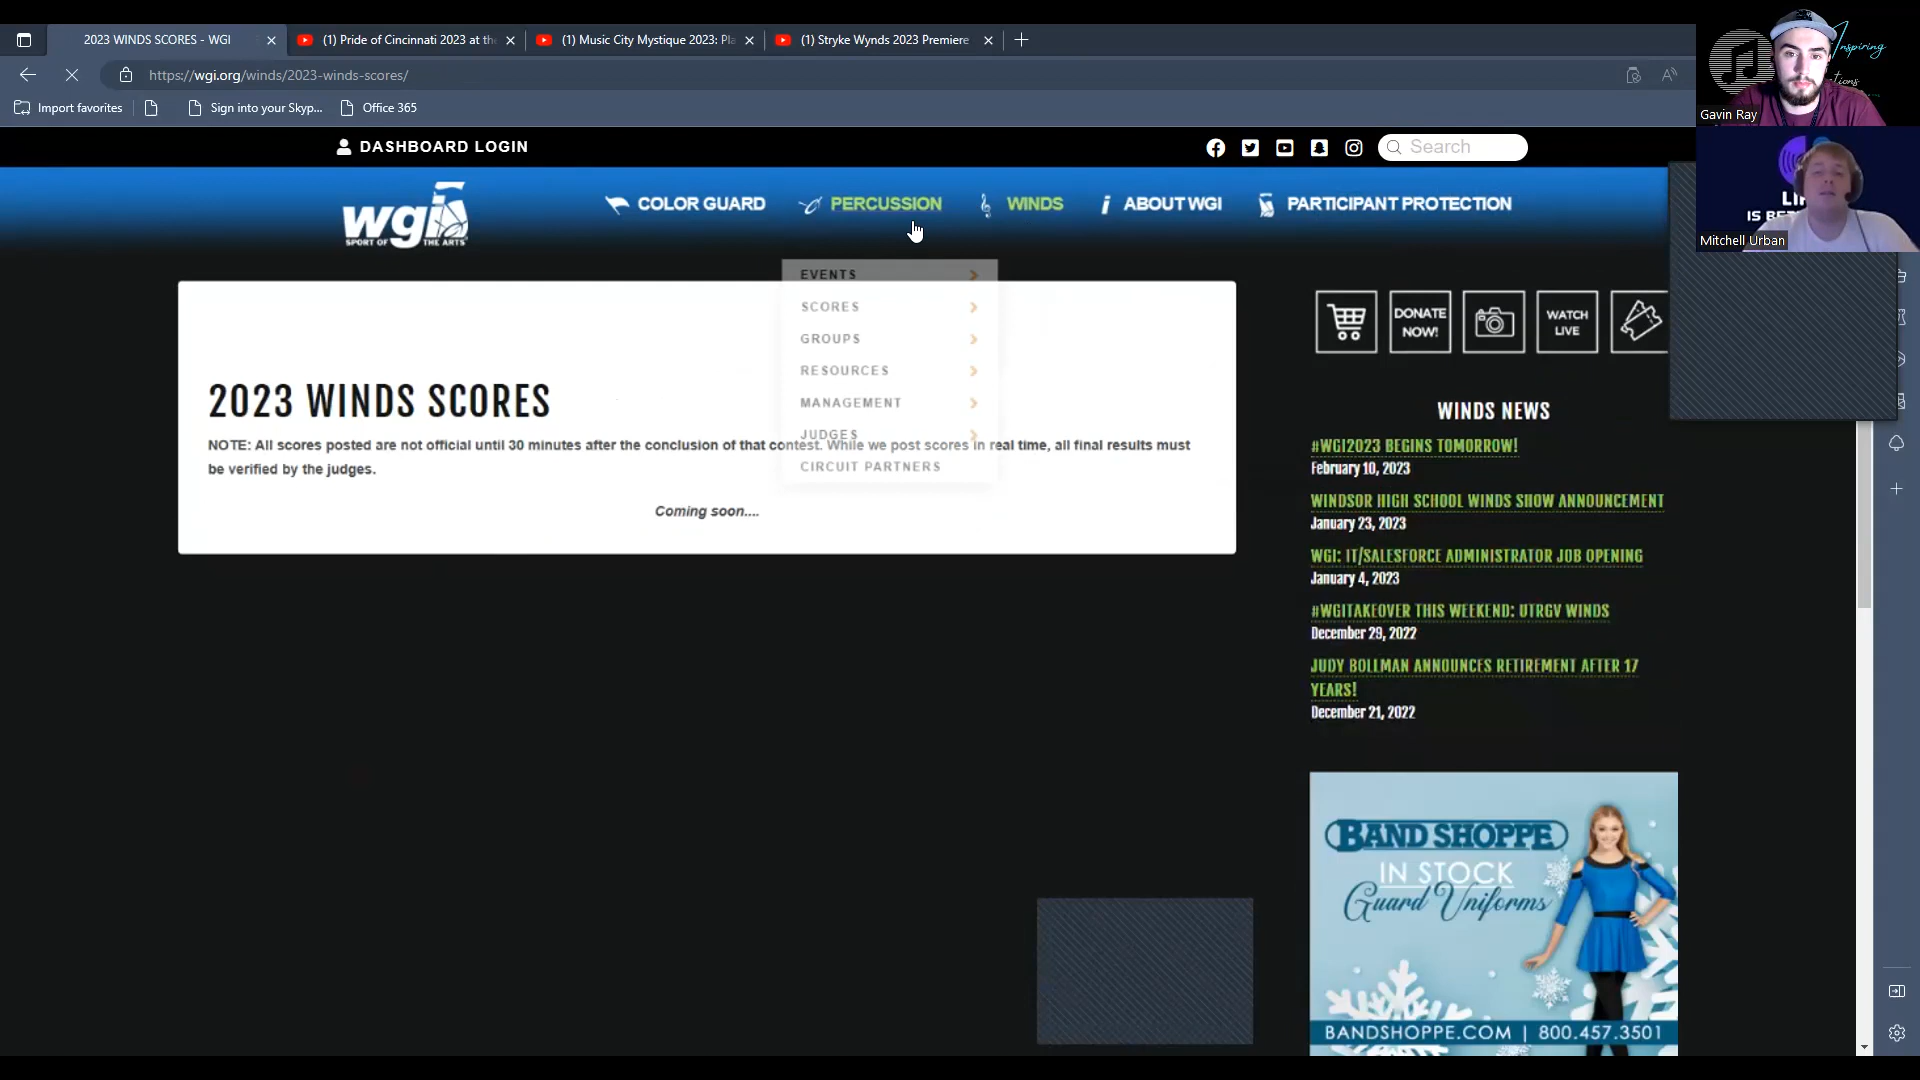 2023 WINDS SCORES - WGI
(1) Pride of Cincinnati 2023 at the
(1) Music City Mystique 2023: Pla
(1) Stryke Wynds 2023 Premiere
https://wgi.org/winds/2023-winds-scores/
Import favorites
Sign into your Skyp...
Office 365
Gavin Ray
Mitchell Urban
DASHBOARD LOGIN
Search
wgi
SPORT OF THE ARTS
COLOR GUARD
PERCUSSION
WINDS
ABOUT WGI
PARTICIPANT PROTECTION
EVENTS
SCORES
GROUPS
RESOURCES
MANAGEMENT
JUDGES
CIRCUIT PARTNERS
2023 WINDS SCORES
NOTE: All scores posted are not official until 30 minutes after the conclusion of that contest. While we post scores in real time, all final results must
be verified by the judges.
Coming soon....
DONATE
NOW!
WATCH
LIVE
WINDS NEWS
#WGI2023 BEGINS TOMORROW!
February 10, 2023
WINDSOR HIGH SCHOOL WINDS SHOW ANNOUNCEMENT
January 23, 2023
WGI: IT/SALESFORCE ADMINISTRATOR JOB OPENING
January 4, 2023
#WGITAKEOVER THIS WEEKEND: UTRGV WINDS
December 29, 2022
JUDY BOLLMAN ANNOUNCES RETIREMENT AFTER 17
YEARS!
December 21, 2022
BAND SHOPPE
IN STOCK
Guard Uniforms
BANDSHOPPE.COM | 800.457.3501